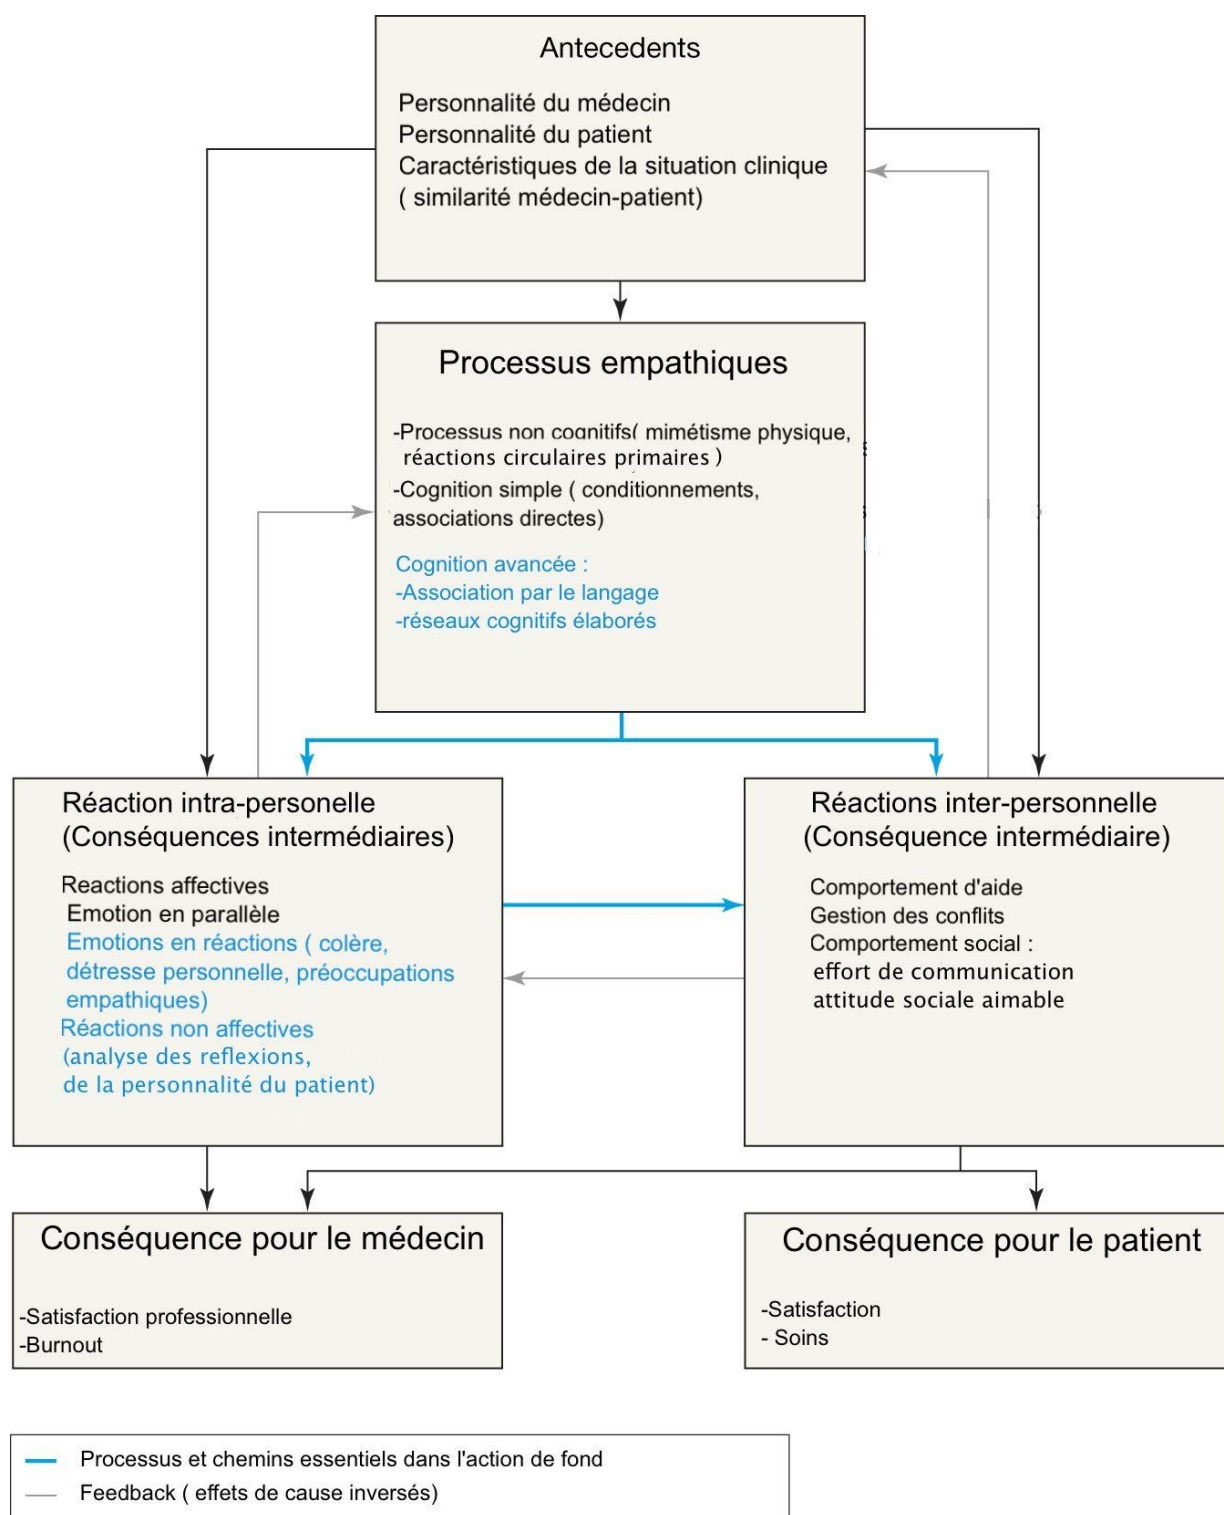 Antecedents
Personnalité du médecin
Personnalité du patient
Caractéristiques de la situation clinique
( similarité médecin-patient)
Processus empathiques
-Processus non cognitifs( mimétisme physique,
réactions circulaires primaires )
-Cognition simple ( conditionnements,
associations directes)
Cognition avancée :
-Association par le langage
-réseaux cognitifs élaborés
Réaction intra-personelle
(Conséquences intermédiaires)
Reactions affectives
Emotion en parallèle
Emotions en réactions ( colère,
détresse personnelle, préoccupations
empathiques)
Réactions non affectives
(analyse des reflexions,
de la personnalité du patient)
Réactions inter-personnelle
(Conséquence intermédiaire)
Comportement d'aide
Gestion des conflits
Comportement social :
effort de communication
attitude sociale aimable
Conséquence pour le médecin
-Satisfaction professionnelle
-Burnout
Conséquence pour le patient
-Satisfaction
- Soins
Processus et chemins essentiels dans l'action de fond
Feedback ( effets de cause inversés)